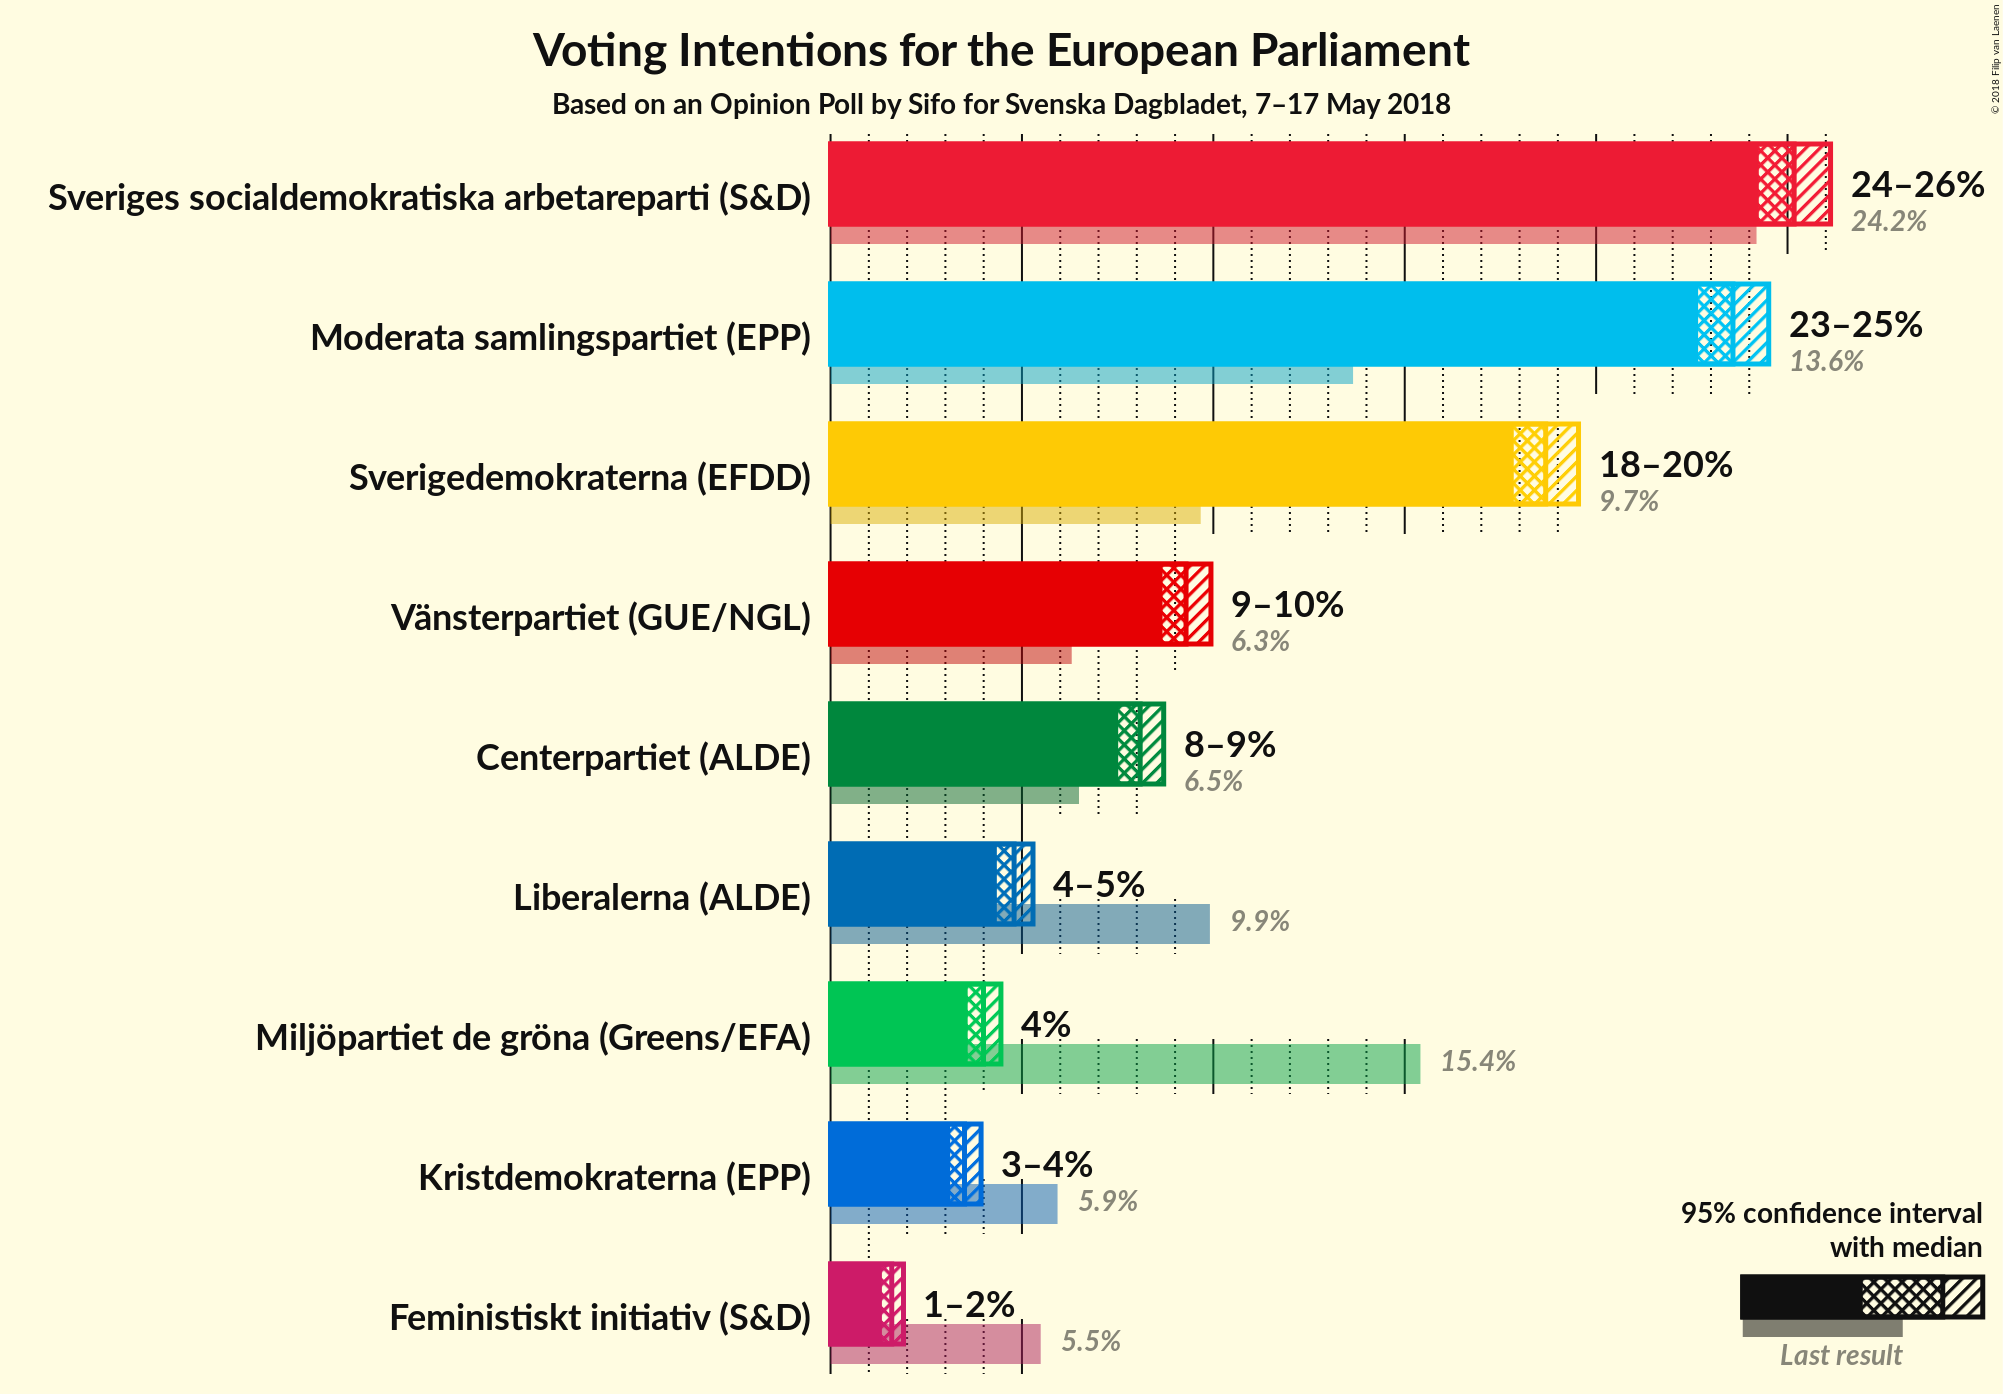 Voting Intentions for the European Parliament
Based on an Opinion Poll by Sifo for Svenska Dagbladet, 7–17 May 2018
© 2018 Filip van Laenen
Sveriges socialdemokratiska arbetareparti (S&D)
24–26%
24.2%
Moderata samlingspartiet (EPP)
23–25%
13.6%
Sverigedemokraterna (EFDD)
18–20%
9.7%
Vänsterpartiet (GUE/NGL)
9–10%
6.3%
Centerpartiet (ALDE)
8–9%
6.5%
Liberalerna (ALDE)
4–5%
9.9%
Miljöpartiet de gröna (Greens/EFA)
4%
15.4%
Kristdemokraterna (EPP)
3–4%
5.9%
Feministiskt initiativ (S&D)
1–2%
5.5%
95% confidence interval
with median
Last result